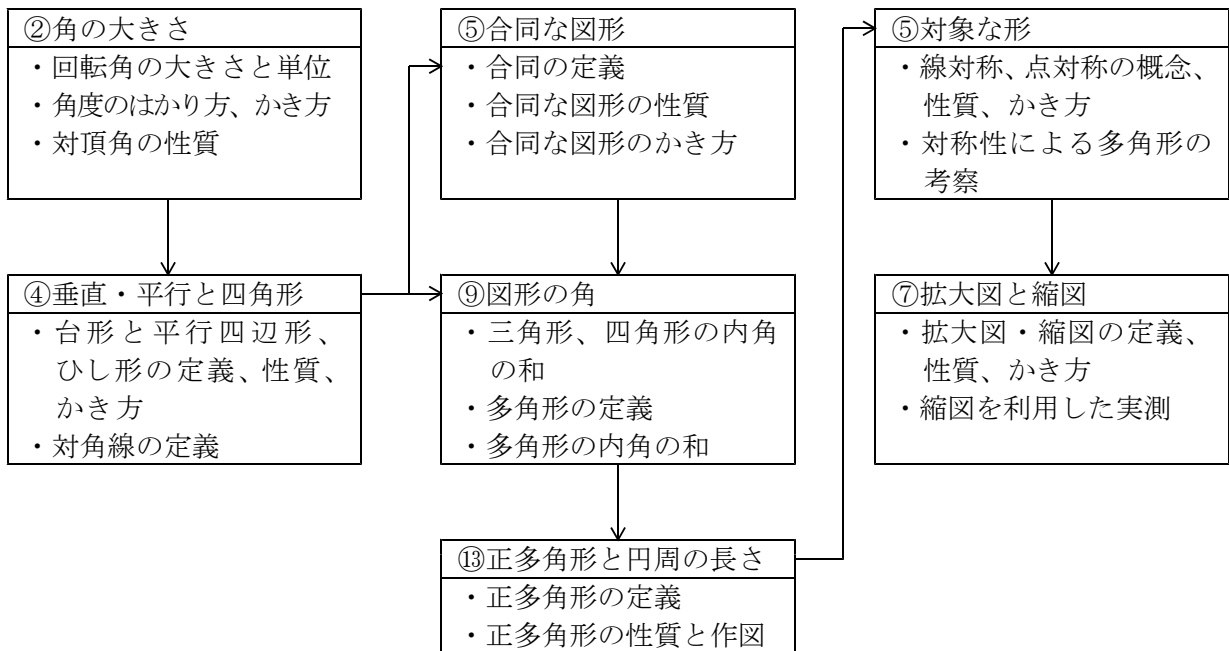 ②角の大きさ
・回転角の大きさと単位
・角度のはかり方、かき方
・対頂角の性質
④垂直・平行と四角形
・台形と平行四辺形、
ひし形の定義、性質、
かき方
・対角線の定義
⑤合同な図形
・合同の定義
・合同な図形の性質
・合同な図形のかき方
⑨図形の角
・三角形、四角形の内角
の和
・多角形の定義
・多角形の内角の和
⑬正多角形と円周の長さ
・正多角形の定義
・正多角形の性質と作図
⑤対象な形
・線対称、点対称の概念、
性質、かき方
・対称性による多角形の
考察
⑦拡大図と縮図
・拡大図・縮図の定義、
性質、かき方
・縮図を利用した実測